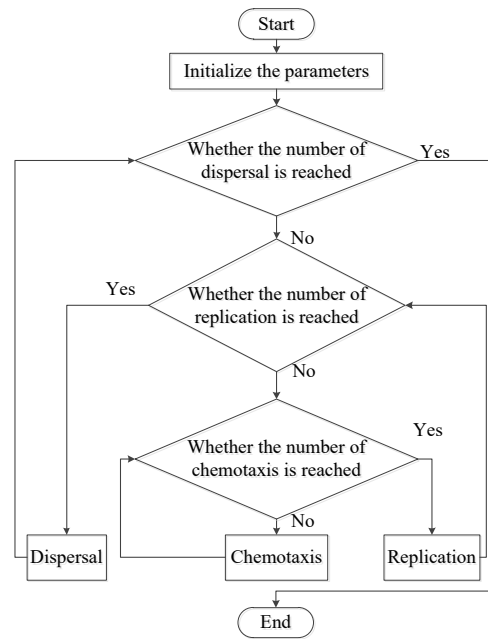 Start
Initialize the parameters
Whether the number of
dispersal is reached
Yes
No
Yes
Whether the number of
replication is reached
No
Whether the number of
chemotaxis is reached
Yes
No
Dispersal
Chemotaxis
Replication
End